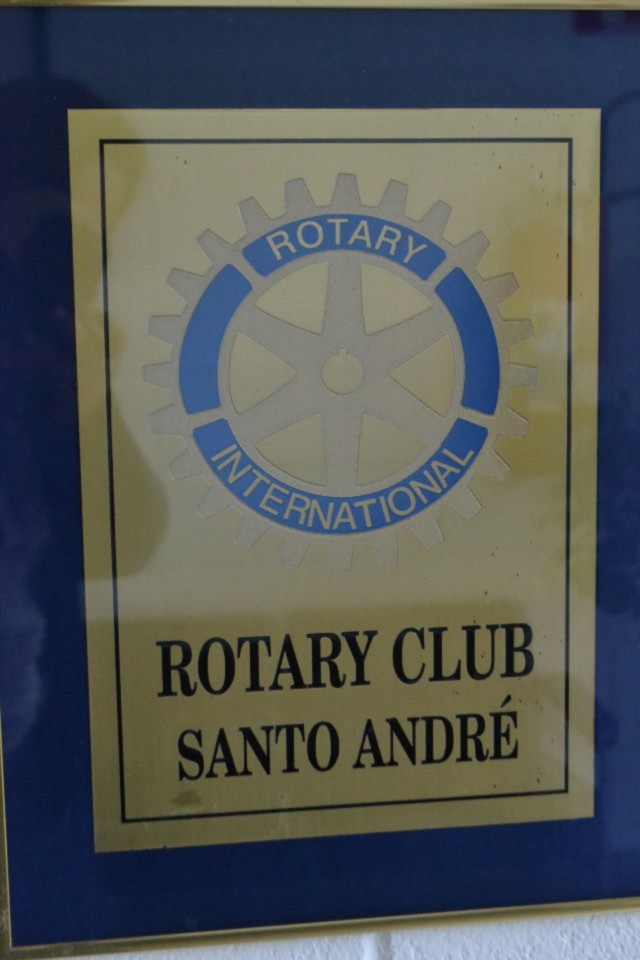 ROTARY
INTERNATIONAL
ROTARY CLUB
SANTO ANDRÉ